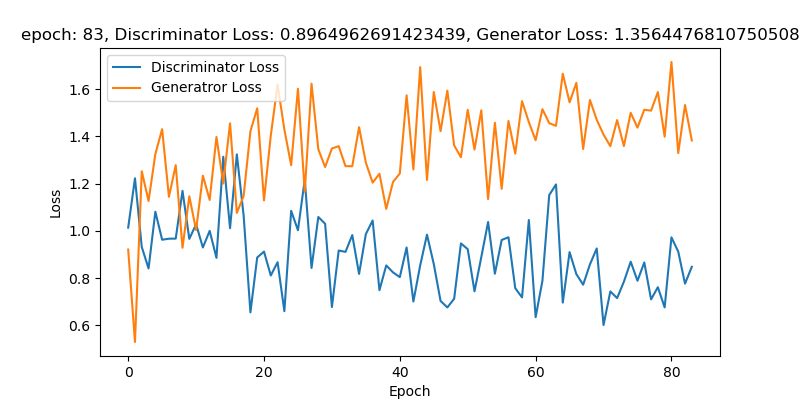 epoch: 83, Discriminator Loss: 0.8964962691423439, Generator Loss: 1.3564476810750508
Discriminator Loss
Generatror Loss
1.6
1.4
1.2
1.0
0.8
0.6
Loss
0 20 40 60 80
Epoch